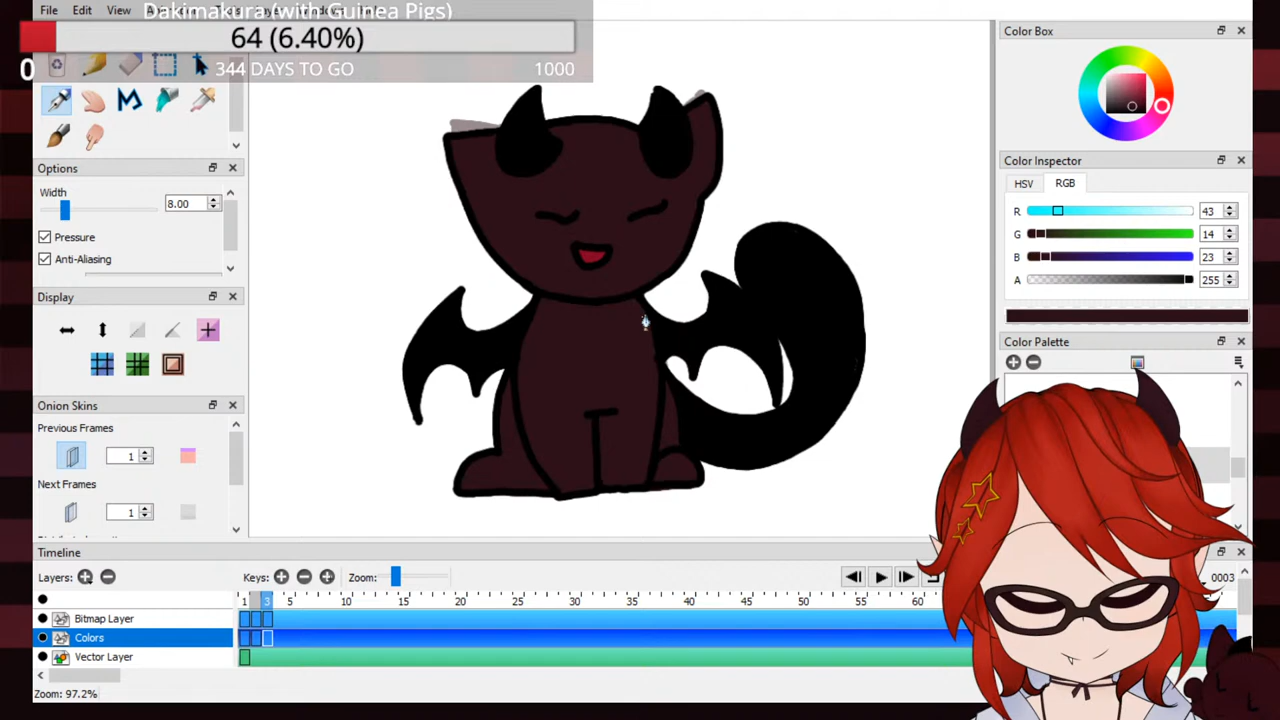 Dakimakura (with Guinea Pigs)
64 (6.40%)
0
344 DAYS TO GO
1000
File
Edit
View
Options
Width
8.00
Pressure
Anti-Aliasing
Display
Onion Skins
Previous Frames
1
Next Frames
1
Color Box
Color Inspector
HSV
RGB
R
43
G
14
B
23
A
255
Color Palette
Timeline
Layers:
Keys:
Zoom:
0003
1
3
5
10
15
20
25
30
35
40
45
50
55
60
Bitmap Layer
Colors
Vector Layer
Zoom: 97.2%